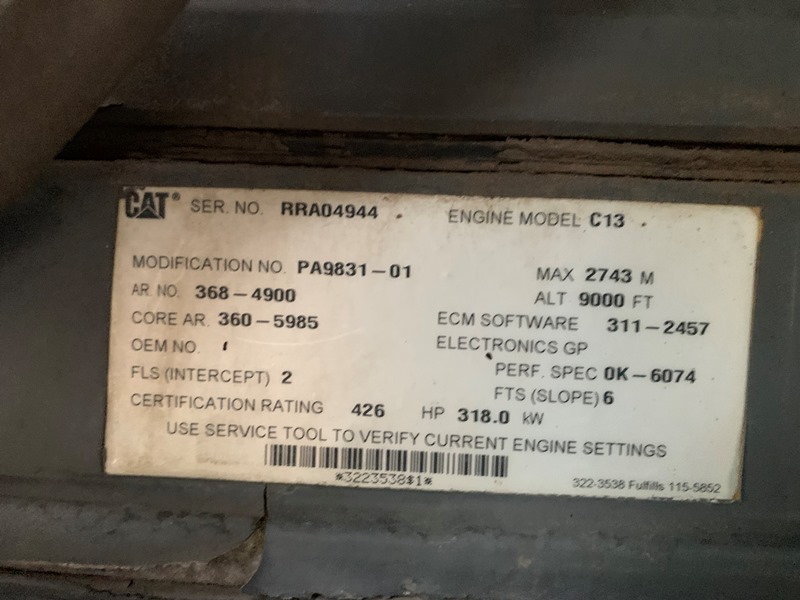 CAT® SER. NO. RRA04944 ENGINE MODEL C13
MODIFICATION NO. PA9831-01 MAX 2743 M
AR. NO. 368-4900 ALT 9000 FT
CORE AR. 360-5985 ECM SOFTWARE 311-2457
OEM NO. ELECTRONICS GP
FLS (INTERCEPT) 2 PERF. SPEC 0K-6074
FTS (SLOPE) 6
CERTIFICATION RATING 426 HP 318.0 kW
USE SERVICE TOOL TO VERIFY CURRENT ENGINE SETTINGS
*3223538$1*
322-3538 Fulfills 115-5852